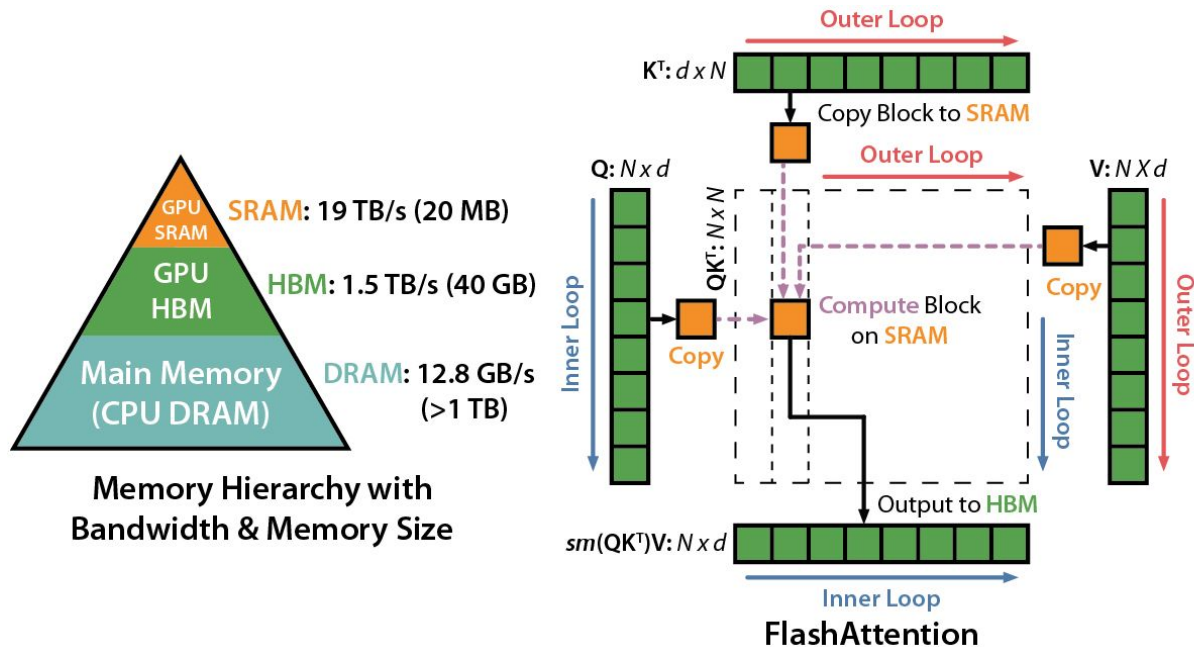 GPU
SRAM
SRAM: 19 TB/s (20 MB)
GPU
HBM
HBM: 1.5 TB/s (40 GB)
Main Memory
(CPU DRAM)
DRAM: 12.8 GB/s
(>1 TB)
Memory Hierarchy with
Bandwidth & Memory Size
Outer Loop
Kᵀ: d x N
Copy Block to SRAM
Outer Loop
Q: N x d
V: N X d
QKᵀ: N x N
Inner Loop
Copy
Compute Block
on SRAM
Copy
Inner Loop
Outer Loop
Output to HBM
sm(QKᵀ)V: N x d
Inner Loop
FlashAttention